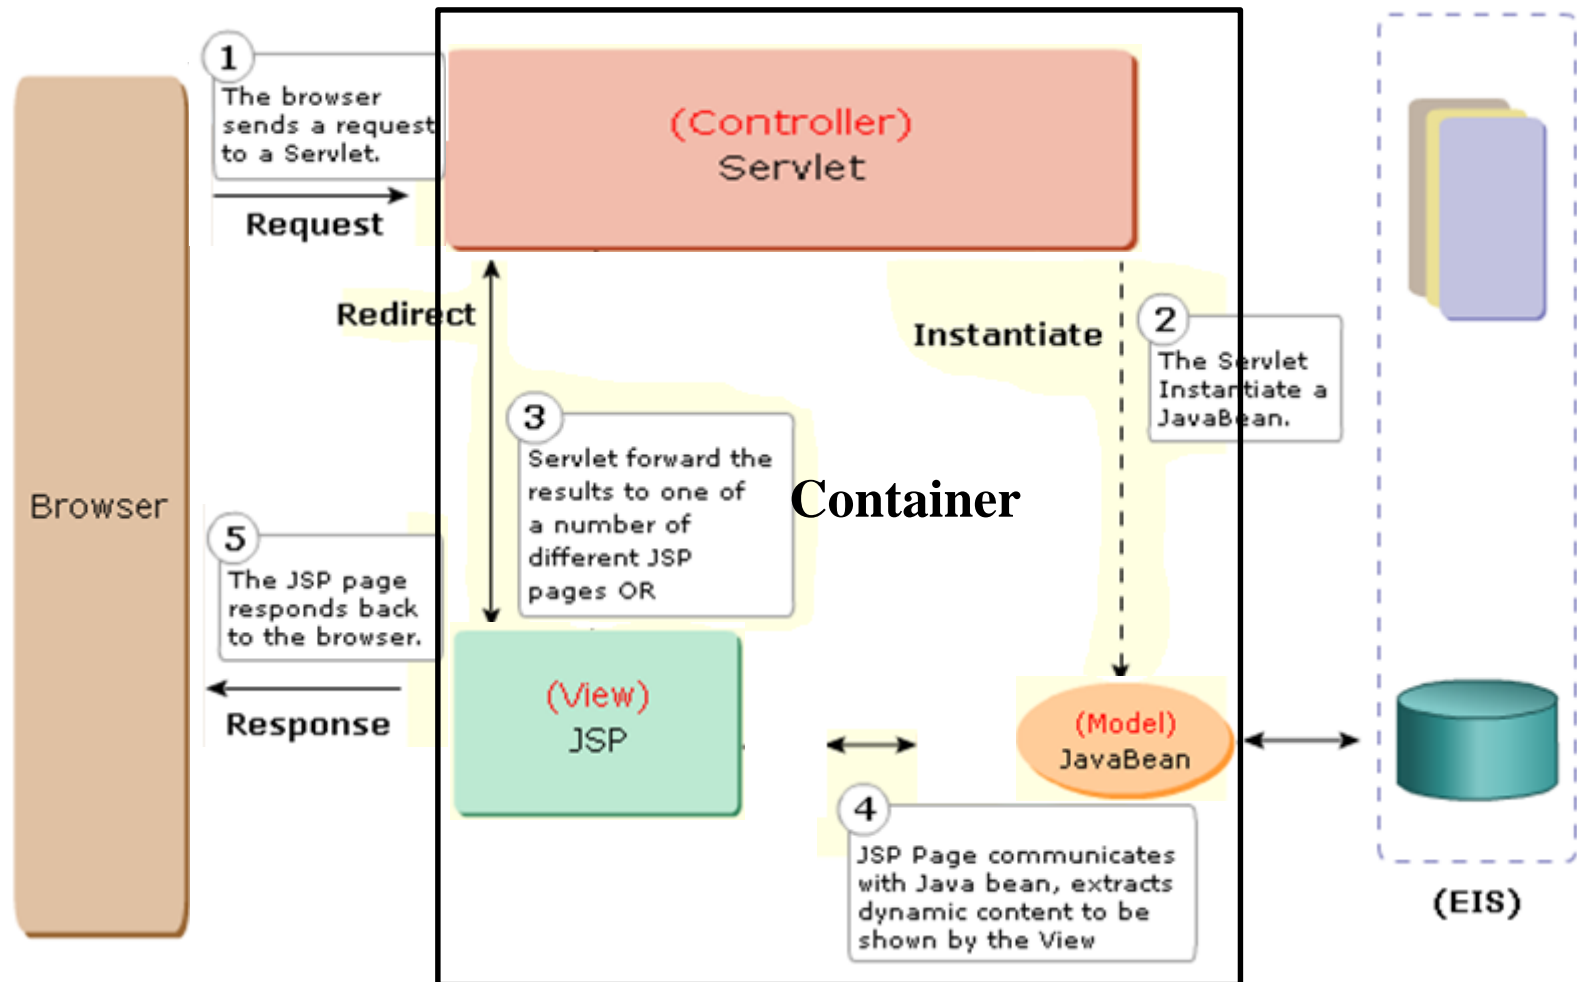 1
The browser
sends a request
to a Servlet.
Request
(Controller)
Servlet
Redirect
Instantiate
2
The Servlet
Instantiate a
JavaBean.
3
Servlet forward the
results to one of
a number of
different JSP
pages OR
Container
Browser
5
The JSP page
responds back
to the browser.
Response
(View)
JSP
(Model)
JavaBean
4
JSP Page communicates
with Java bean, extracts
dynamic content to be
shown by the View
(EIS)